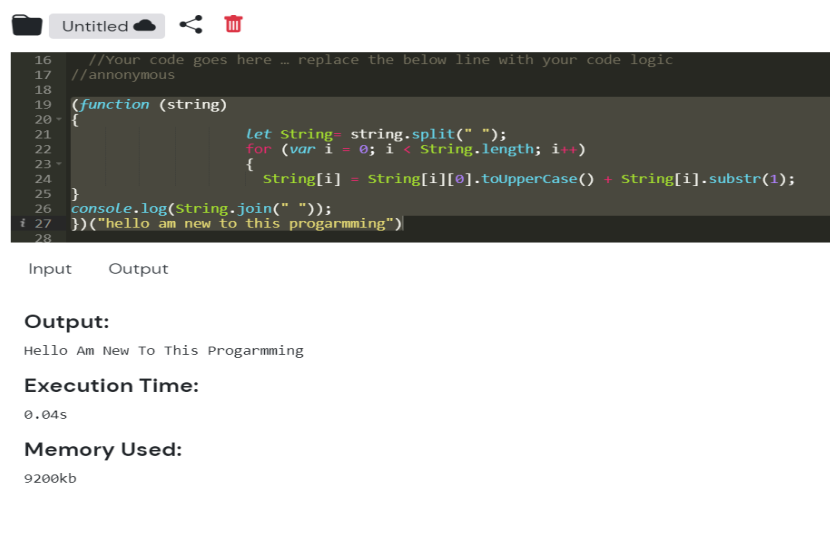 Untitled
16 //Your code goes here … replace the below line with your code logic
17 //annonymous
18
19 (function (string)
20 {
21 let String= string.split(" ");
22 for (var i = 0; i < String.length; i++)
23 {
24 String[i] = String[i][0].toUpperCase() + String[i].substr(1);
25 }
26 console.log(String.join(" "));
i 27 })("hello am new to this progarmming")
28
Input Output
Output:
Hello Am New To This Progarmming
Execution Time:
0.04s
Memory Used:
9200kb